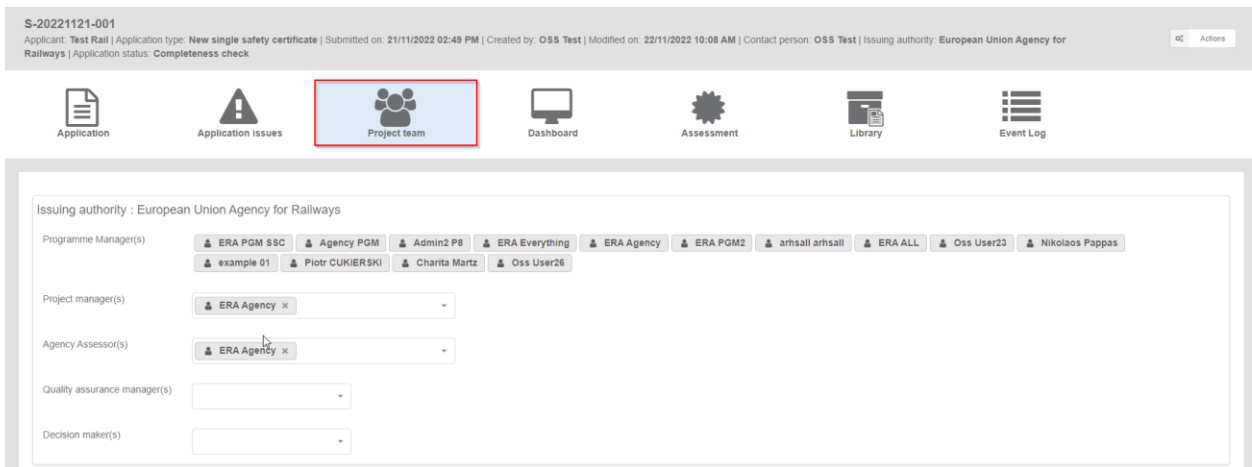 S-20221121-001
Applicant: Test Rail | Application type: New single safety certificate | Submitted on: 21/11/2022 02:49 PM | Created by: OSS Test | Modified on: 22/11/2022 10:08 AM | Contact person: OSS Test | Issuing authority: European Union Agency for
Railways | Application status: Completeness check
Actions
Application
Application issues
Project team
Dashboard
Assessment
Library
Event Log
Issuing authority : European Union Agency for Railways
Programme Manager(s)
ERA PGM SSC Agency PGM Admin2 P8 ERA Everything ERA Agency ERA PGM2 arhsall arhsall ERA ALL Oss User23 Nikolaos Pappas
example 01 Piotr CUKIERSKI Charita Martz Oss User26
Project manager(s)
ERA Agency ×
Agency Assessor(s)
ERA Agency ×
Quality assurance manager(s)
Decision maker(s)